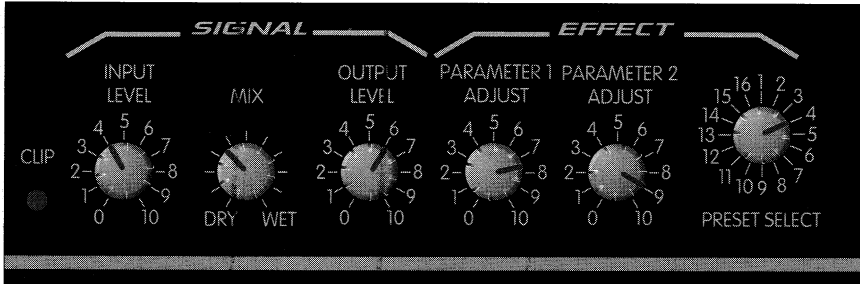 SIGNAL EFFECT
INPUT LEVEL
MIX
OUTPUT LEVEL
PARAMETER 1 ADJUST
PARAMETER 2 ADJUST
CLIP
0 1 2 3 4 5 6 7 8 9 10
DRY WET
0 1 2 3 4 5 6 7 8 9 10
0 1 2 3 4 5 6 7 8 9 10
0 1 2 3 4 5 6 7 8 9 10
1 2 3 4 5 6 7 8 9 10 11 12 13 14 15 16
PRESET SELECT